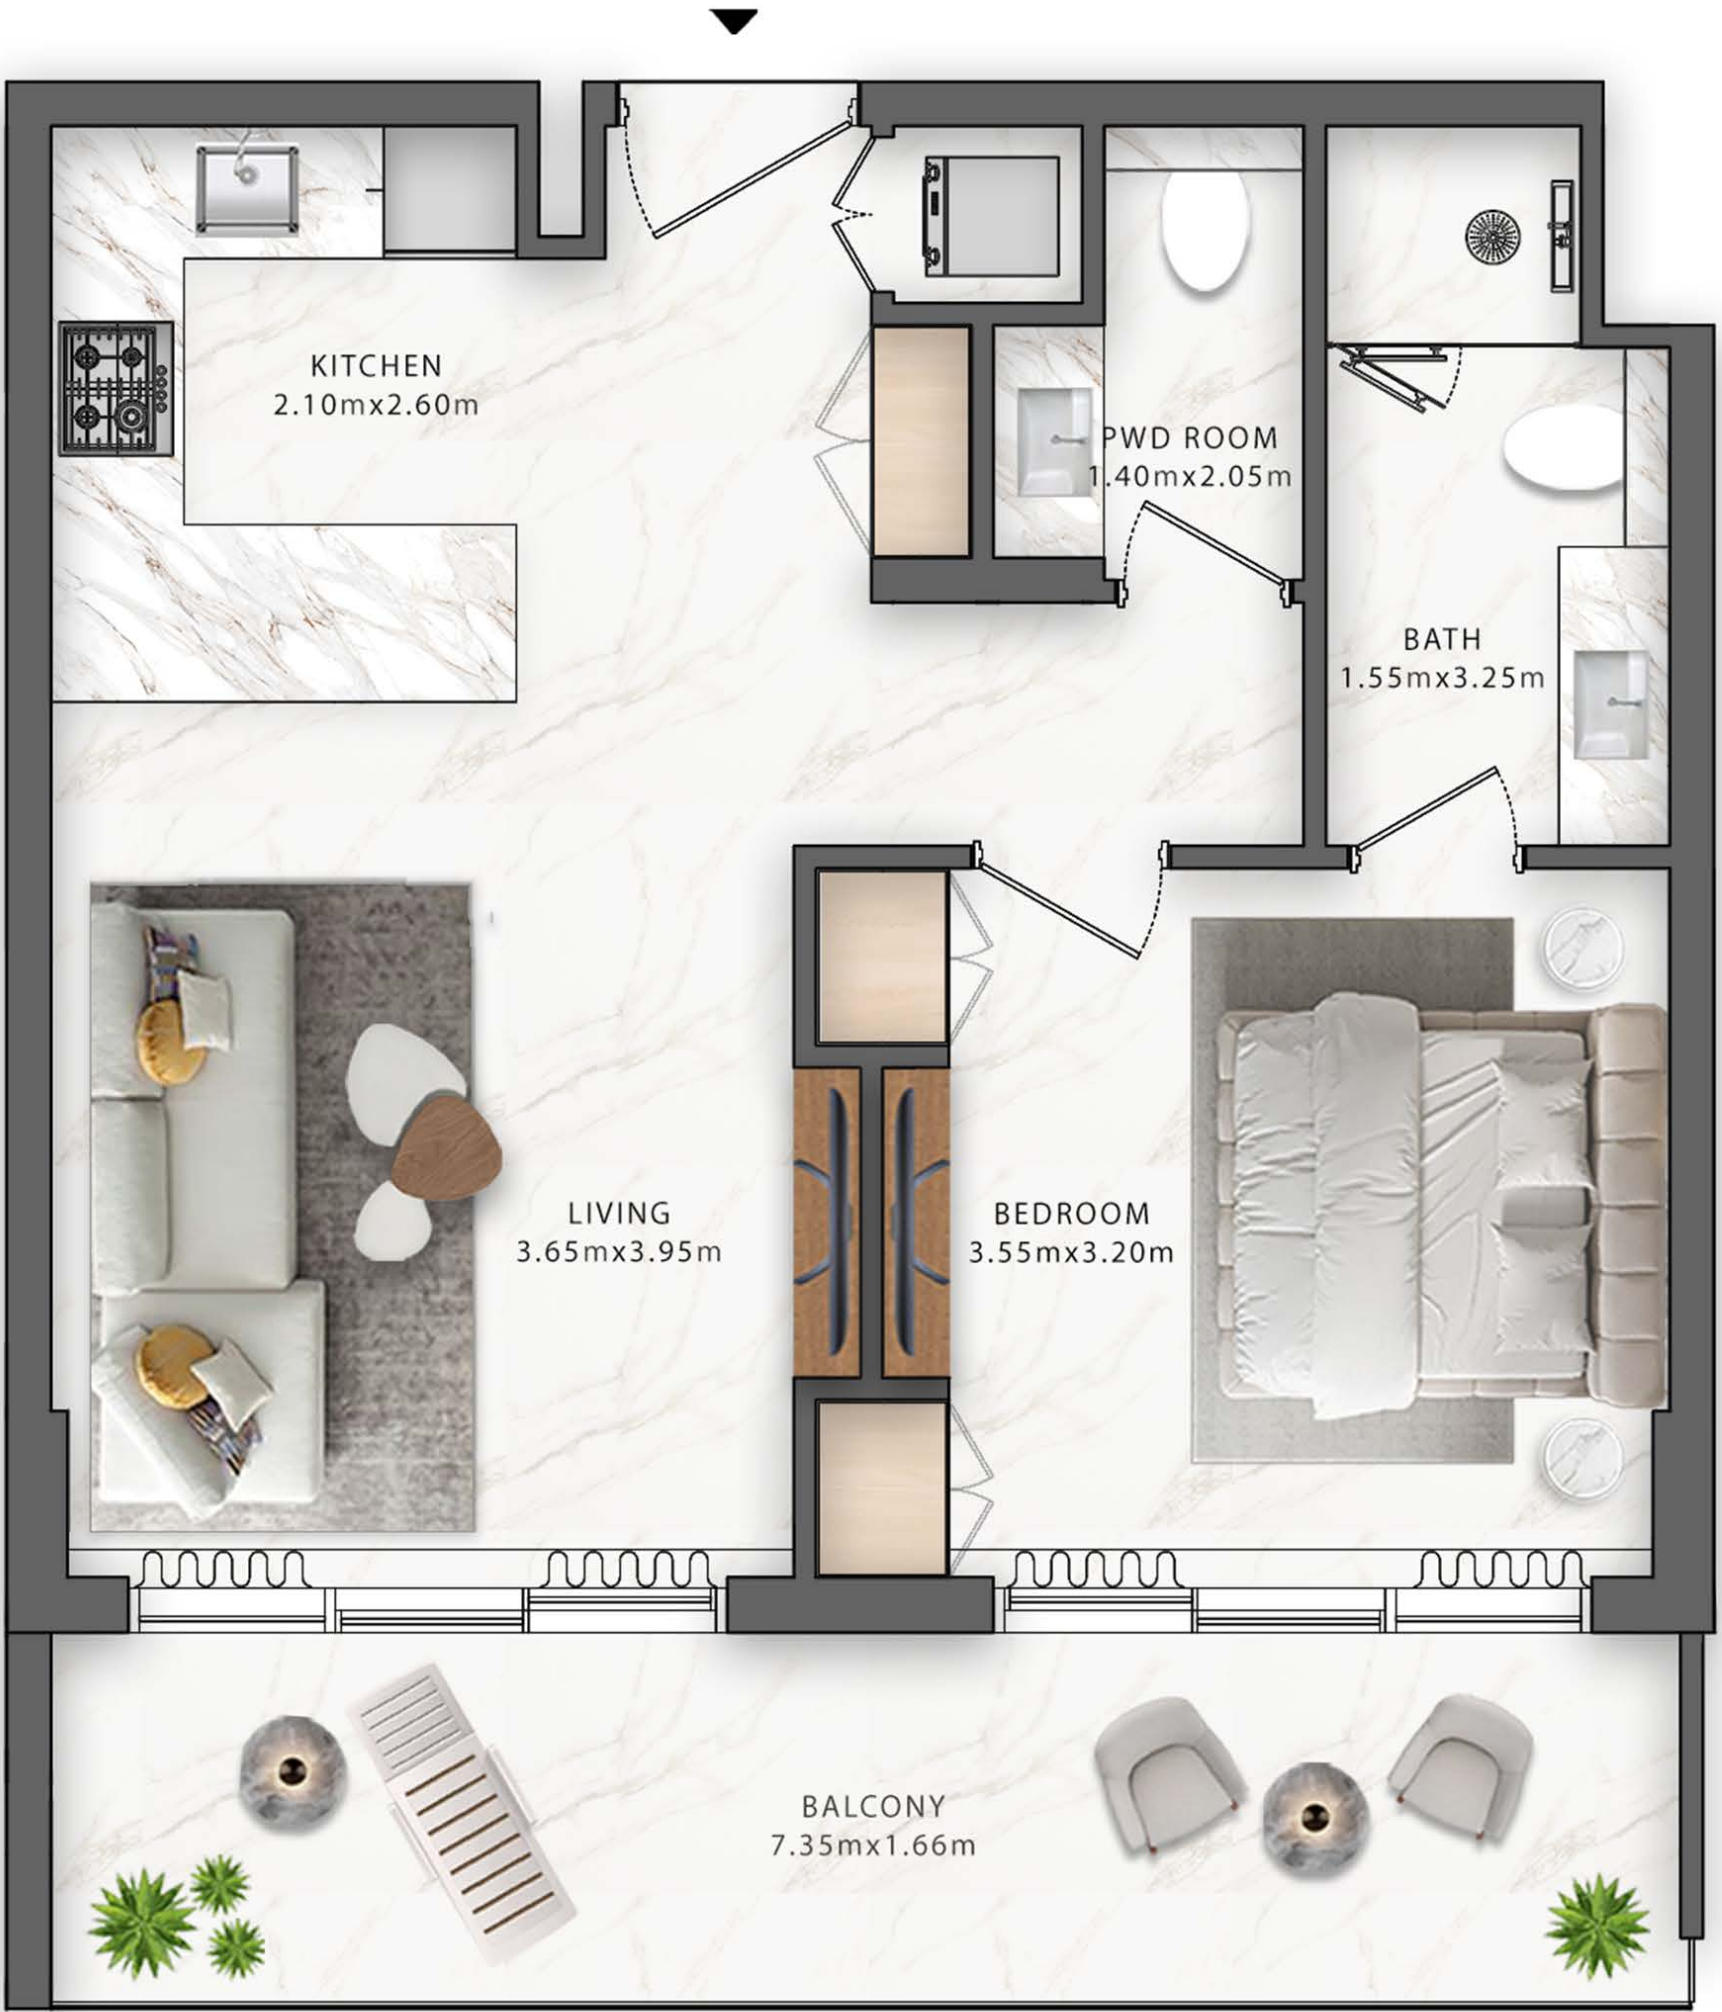 KITCHEN
2.10mx2.60m
PWD ROOM
1.40mx2.05m
BATH
1.55mx3.25m
LIVING
3.65mx3.95m
BEDROOM
3.55mx3.20m
BALCONY
7.35mx1.66m